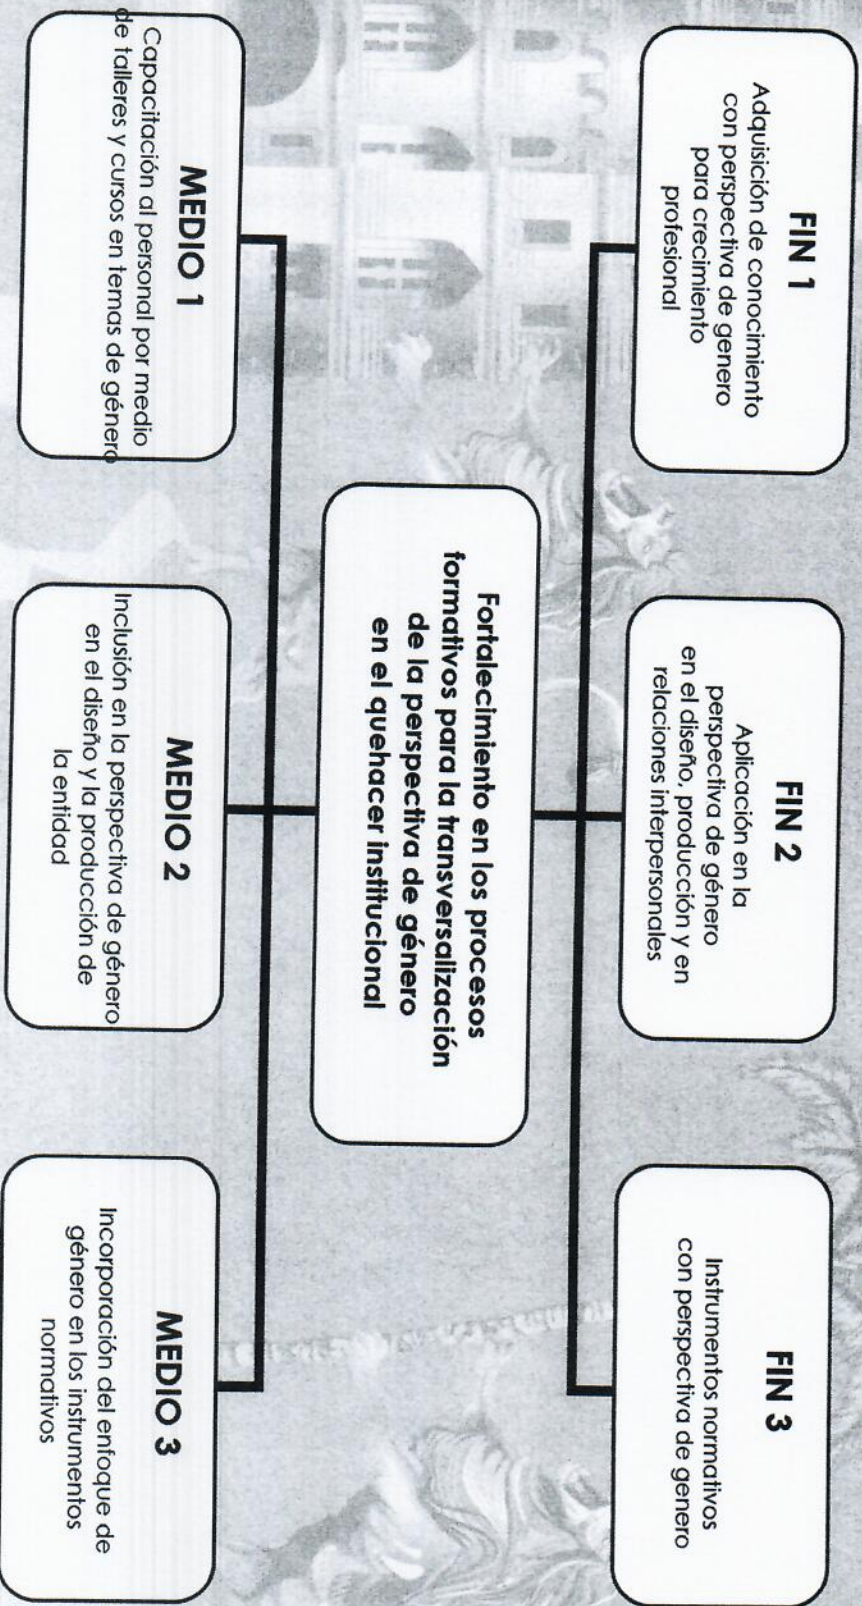 FIN 1
Adquisición de conocimiento
con perspectiva de genero
para crecimiento
profesional
FIN 2
Aplicación en la
perspectiva de género
en el diseño, producción y en
relaciones interpersonales
FIN 3
Instrumentos normativos
con perspectiva de genero
Fortalecimiento en los procesos
formativos para la transversalización
de la perspectiva de género
en el quehacer institucional
MEDIO 1
Capacitación al personal por medio
de talleres y cursos en temas de género
MEDIO 2
Inclusión en la perspectiva de género
en el diseño y la producción de
la entidad
MEDIO 3
Incorporación del enfoque de
género en los instrumentos
normativos